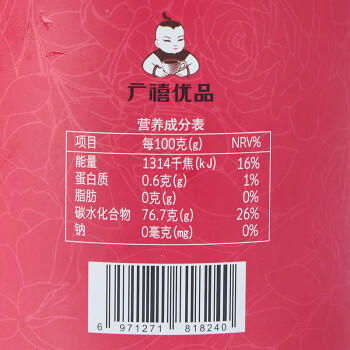 广禧优品
营养成分表
项目 每100克(g) NRV%
能量 1314千焦(kJ) 16%
蛋白质 0.6克(g) 1%
脂肪 0克(g) 0%
碳水化合物 76.7克(g) 26%
钠 0毫克(mg) 0%
6 971271 818240